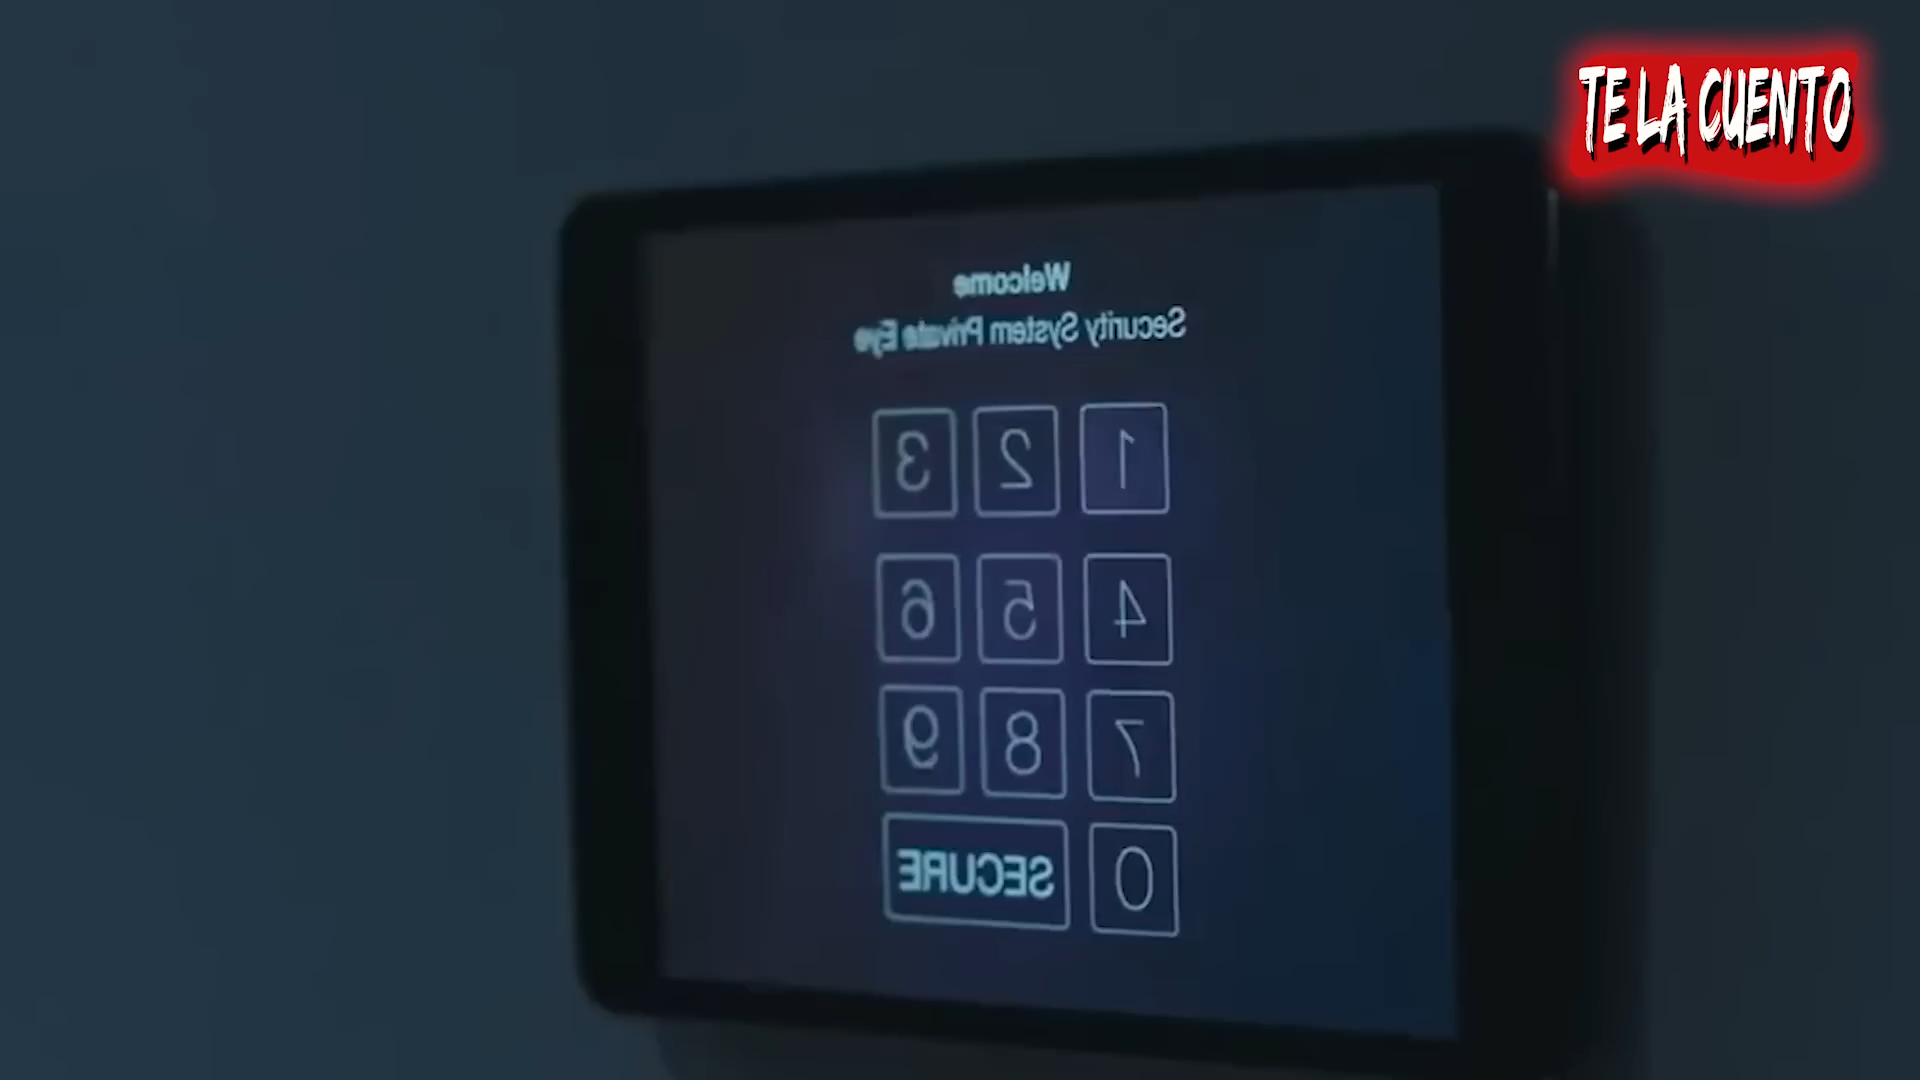 TE LA CUENTO
Welcome
Security System Private Eye
1 2 3
4 5 6
7 8 9
0 SECURE